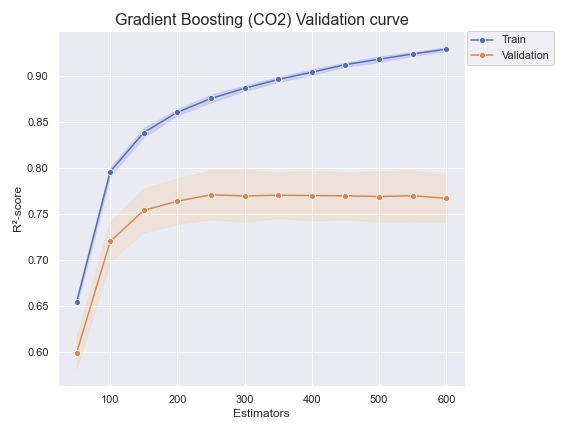 Gradient Boosting (CO2) Validation curve
Train
Validation
0.90
0.85
0.80
0.75
0.70
0.65
0.60
R²-score
100
200
300
400
500
600
Estimators